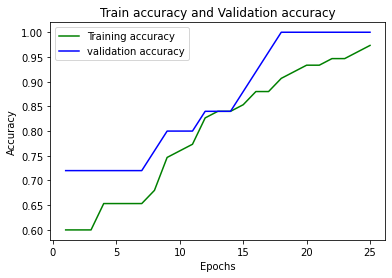 Train accuracy and Validation accuracy
Training accuracy
validation accuracy
1.00
0.95
0.90
0.85
0.80
0.75
0.70
0.65
0.60
Accuracy
0 5 10 15 20 25
Epochs